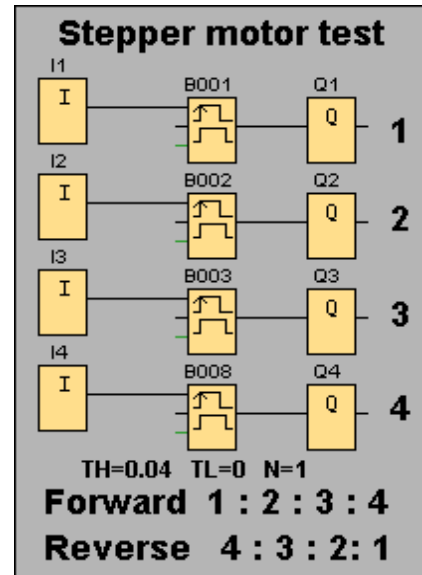 Stepper motor test
I1
I
B001
Q1
Q
1
I2
I
B002
Q2
Q
2
I3
I
B003
Q3
Q
3
I4
I
B008
Q4
Q
4
TH=0.04 TL=0 N=1
Forward 1 : 2 : 3 : 4
Reverse 4 : 3 : 2: 1